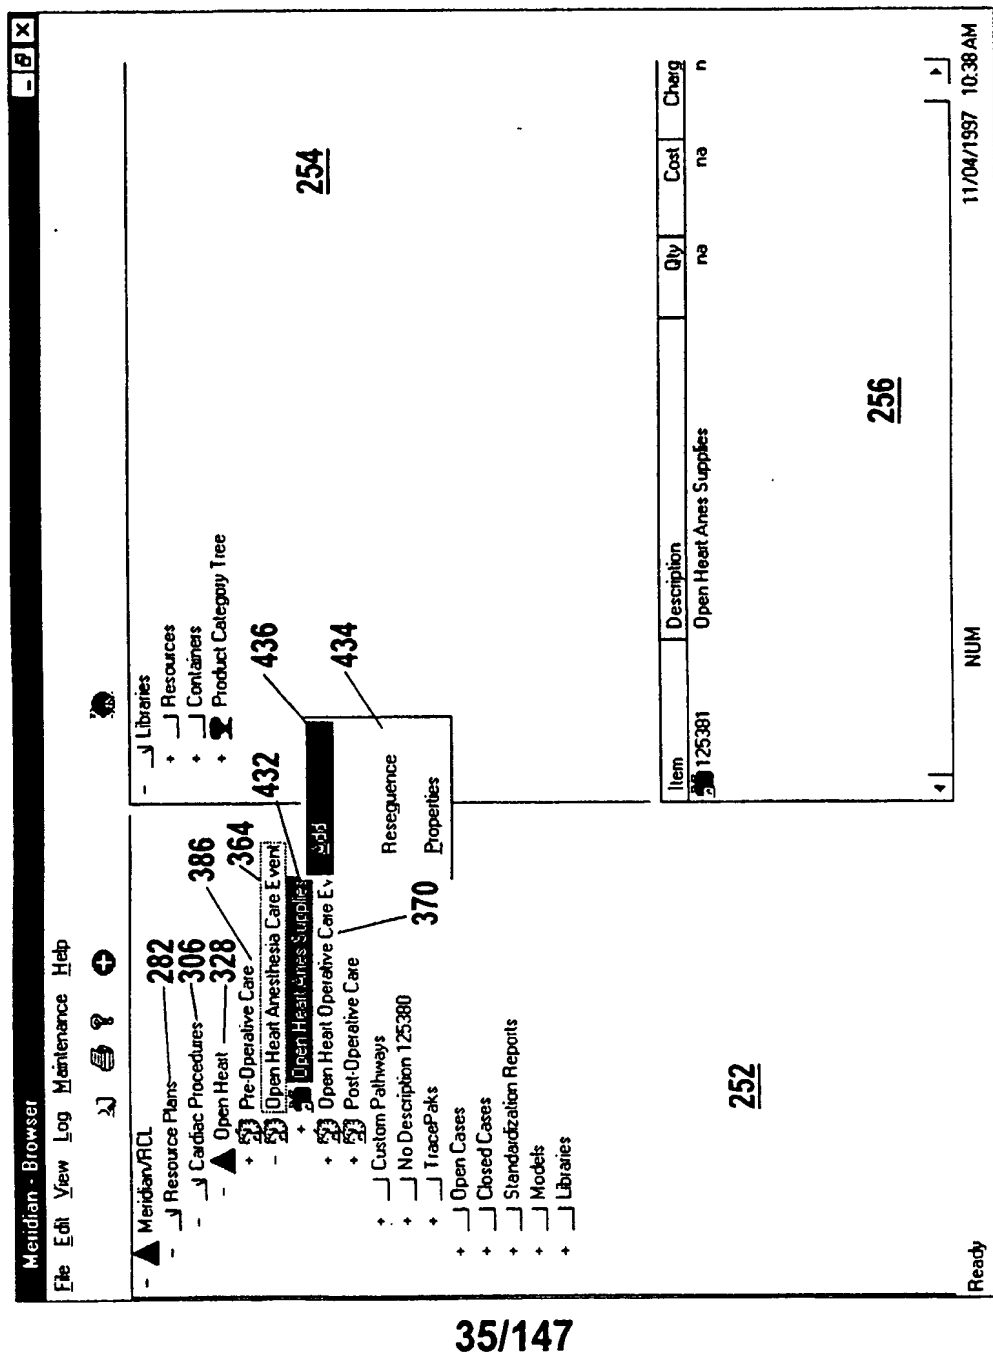 Meridian - Browser
File Edit View Log Maintenance Help
Meridian/RCL
Resource Plans 282
Cardiac Procedures 306
Open Heart 328
Pre-Operative Care 386
Open Heart Anesthesia Care Event 364
Open Heart Anes Supplies 432
Open Heart Operative Care Ev
Post-Operative Care 370
Custom Pathways
No Description 125380
TracePaks
Open Cases
Closed Cases
Standardization Reports
Models
Libraries
252
Add 436
Reseguence 434
Properties
Libraries
Resources
Containers
Product Category Tree
254
Item Description Qty Cost Charg
125381 Open Heart Anes Supplies na na n
256
Ready NUM 11/04/1997 10:38 AM
35/147